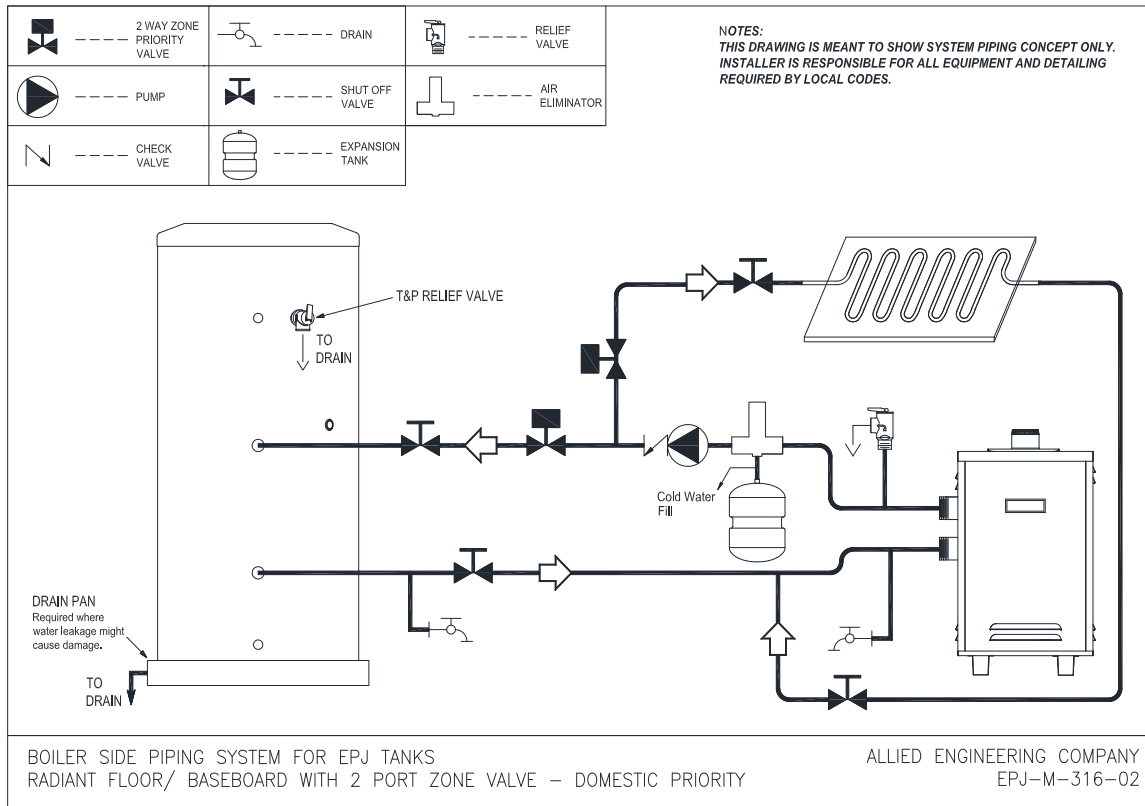 2 WAY ZONE
PRIORITY
VALVE
DRAIN
RELIEF
VALVE
PUMP
SHUT OFF
VALVE
AIR
ELIMINATOR
CHECK
VALVE
EXPANSION
TANK
NOTES:
THIS DRAWING IS MEANT TO SHOW SYSTEM PIPING CONCEPT ONLY.
INSTALLER IS RESPONSIBLE FOR ALL EQUIPMENT AND DETAILING
REQUIRED BY LOCAL CODES.
T&P RELIEF VALVE
TO
DRAIN
Cold Water
Fill
DRAIN PAN
Required where
water leakage might
cause damage.
TO
DRAIN
BOILER SIDE PIPING SYSTEM FOR EPJ TANKS
RADIANT FLOOR/ BASEBOARD WITH 2 PORT ZONE VALVE – DOMESTIC PRIORITY
ALLIED ENGINEERING COMPANY
EPJ-M-316-02